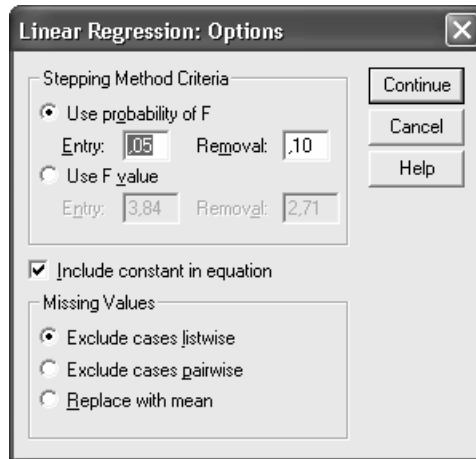 Linear Regression: Options
Stepping Method Criteria
Use probability of F
Entry: ,05 Removal: ,10
Use F value
Entry: 3,84 Removal: 2,71
Include constant in equation
Missing Values
Exclude cases listwise
Exclude cases pairwise
Replace with mean
Continue
Cancel
Help